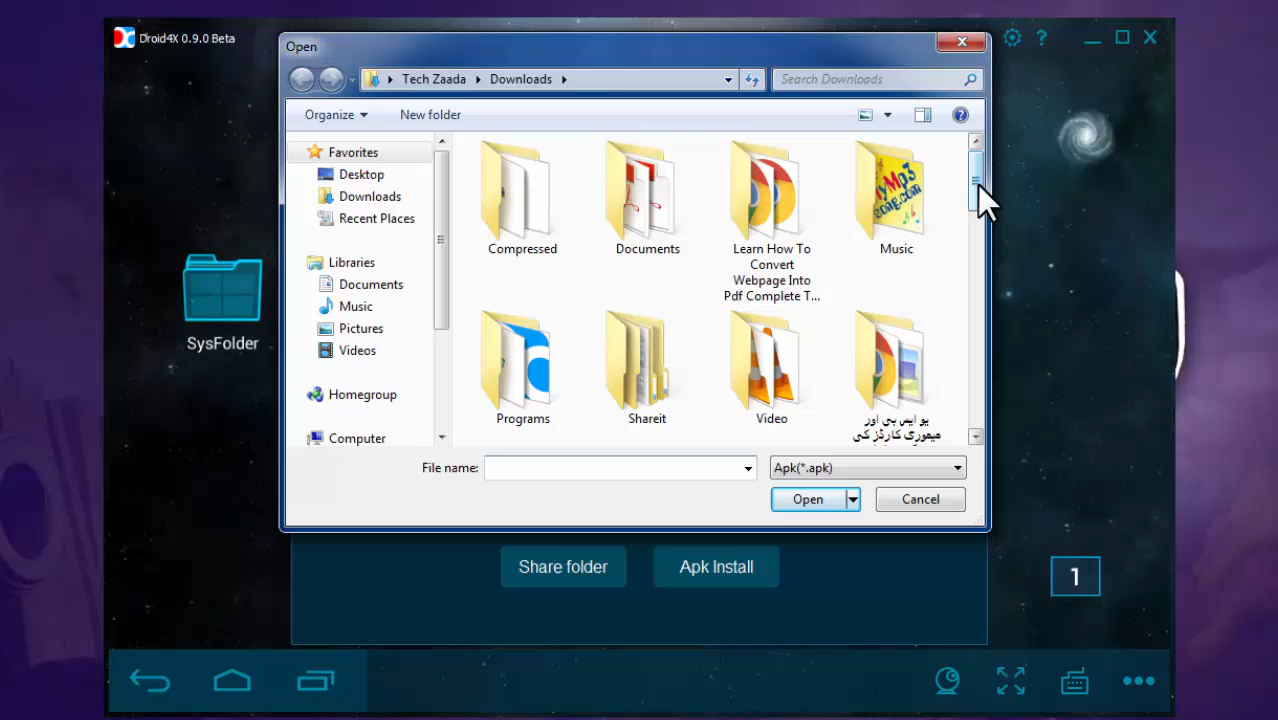 Droid4X 0.9.0 Beta
Open
Tech Zaada
Downloads
Search Downloads
Organize
New folder
Favorites
Desktop
Downloads
Recent Places
Libraries
Documents
Music
Pictures
Videos
Homegroup
Computer
Compressed
Documents
Learn How To
Convert
Webpage Into
Pdf Complete T...
Music
Programs
Shareit
Video
یو ایس بی اور
میموری کارڈز کی
SysFolder
File name:
Apk(*.apk)
Open
Cancel
Share folder
Apk Install
1